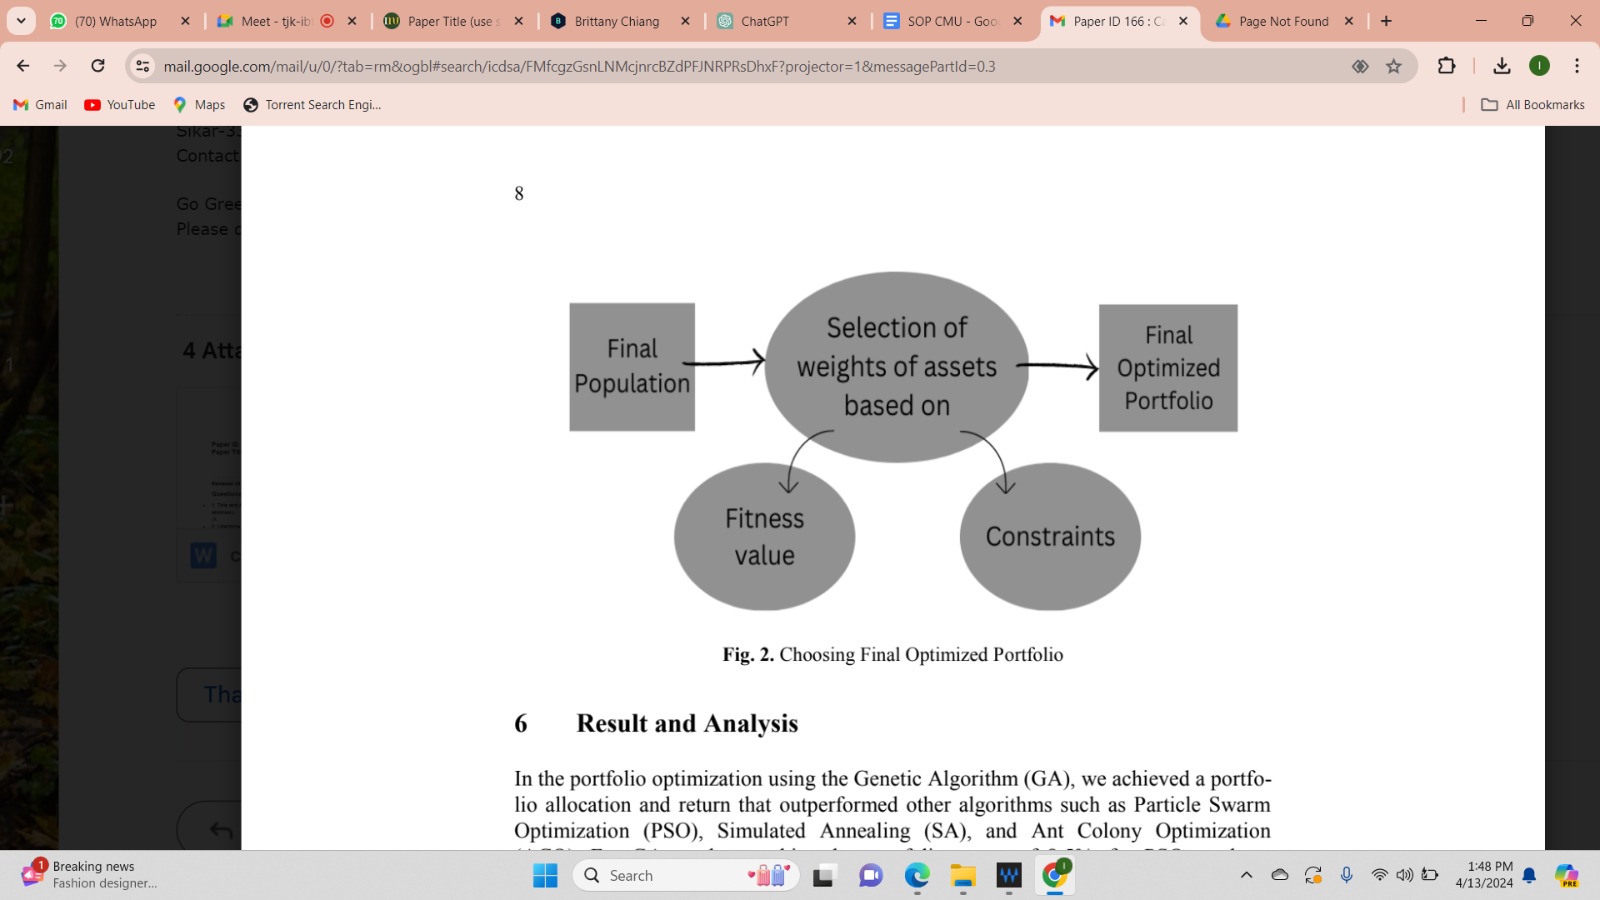 (70) WhatsApp
Meet - tjk-ib
Paper Title (use s
Brittany Chiang
ChatGPT
SOP CMU - Goo
Paper ID 166 : C
Page Not Found
mail.google.com/mail/u/0/?tab=rm&ogbl#search/icdsa/FMfcgzGsnLNMcjnrcBZdPFJNRPRsDhxF?projector=1&messagePartId=0.3
Gmail
YouTube
Maps
Torrent Search Engi...
All Bookmarks
Sikar-33
Contact
Go Gree
Please
4 Atta
Tha
8
Final
Population
Selection of
weights of assets
based on
Final
Optimized
Portfolio
Fitness
value
Constraints
Fig. 2. Choosing Final Optimized Portfolio
6 Result and Analysis
In the portfolio optimization using the Genetic Algorithm (GA), we achieved a portfo-
lio allocation and return that outperformed other algorithms such as Particle Swarm
Optimization (PSO), Simulated Annealing (SA), and Ant Colony Optimization
1
Breaking news
Fashion designer...
Search
1:48 PM
4/13/2024
PRE